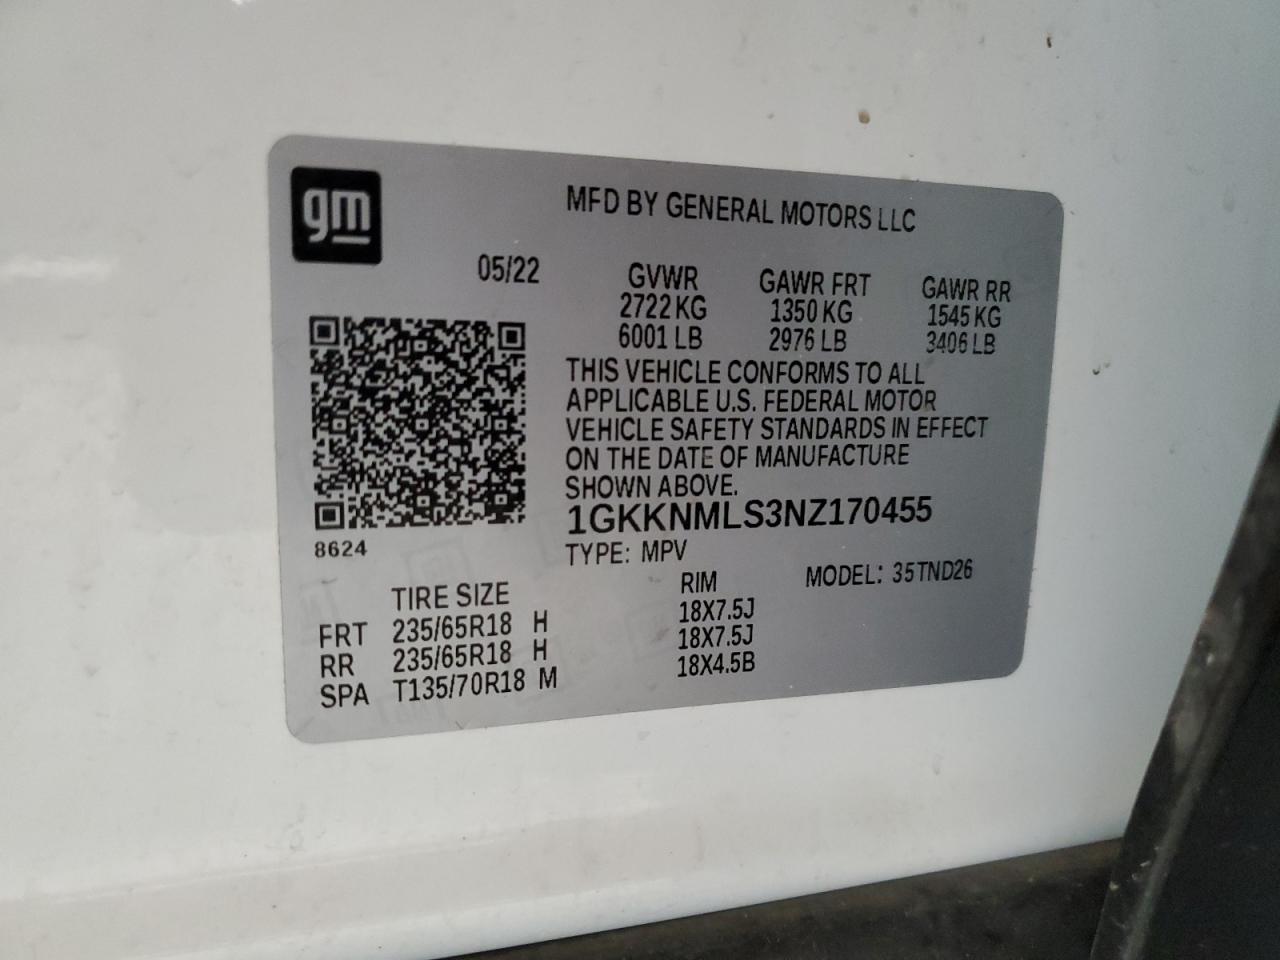 gm
MFD BY GENERAL MOTORS LLC
05/22
GVWR GAWR FRT GAWR RR
2722 KG 1350 KG 1545 KG
6001 LB 2976 LB 3406 LB
THIS VEHICLE CONFORMS TO ALL
APPLICABLE U.S. FEDERAL MOTOR
VEHICLE SAFETY STANDARDS IN EFFECT
ON THE DATE OF MANUFACTURE
SHOWN ABOVE.
1GKKNMLS3NZ170455
8624
TYPE: MPV
MODEL: 35TND26
TIRE SIZE RIM
FRT 235/65R18 H 18X7.5J
RR 235/65R18 H 18X7.5J
SPA T135/70R18 M 18X4.5B